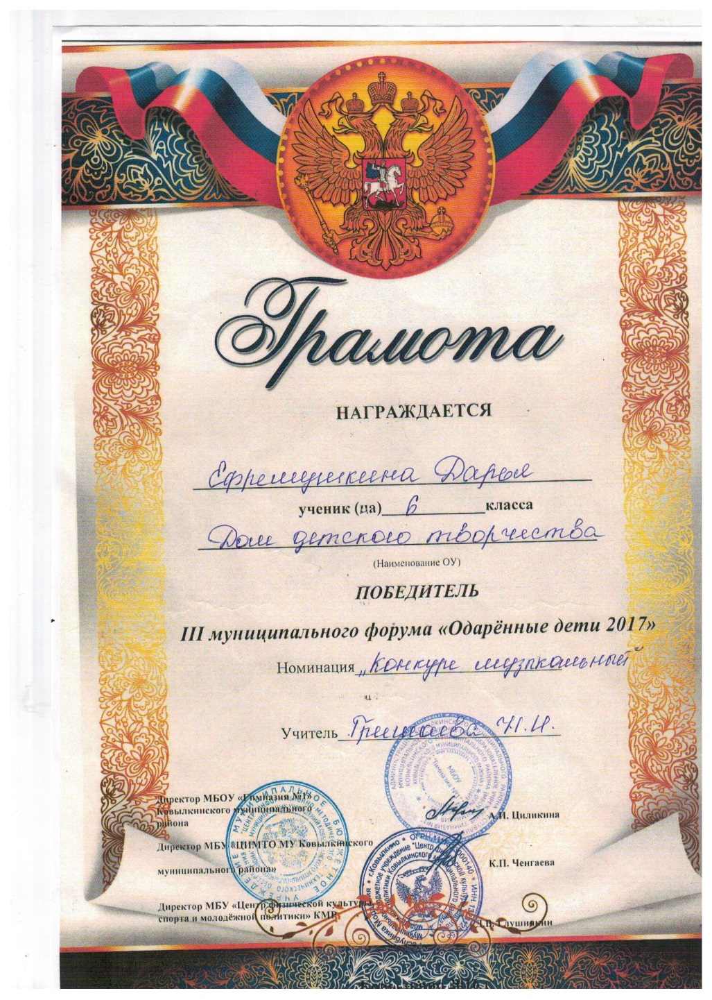 Грамота
НАГРАЖДАЕТСЯ
Ефремушкина Дарья
ученик (ца) 6 класса
Дом детского творчества
(Наименование ОУ)
ПОБЕДИТЕЛЬ
III муниципального форума «Одарённые дети 2017»
Номинация „Конкурс музыкальный“
Учитель Гришаева Н.И.
Директор МБОУ «Гимназия №1»
Ковылкинского муниципального
района
А.И. Циликина
Директор МБУ «ЦИМТО МУ Ковылкинского
муниципального района»
К.П. Ченгаева
Директор МБУ «Центр физической культуры,
спорта и молодёжной политики» КМР
Глушицкин